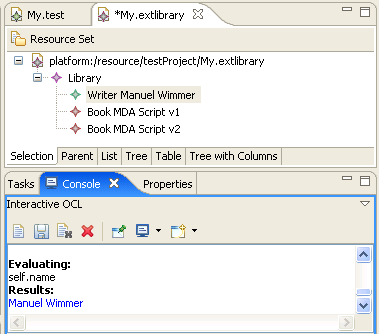 My.test
*My.extlibrary
Resource Set
platform:/resource/testProject/My.extlibrary
Library
Writer Manuel Wimmer
Book MDA Script v1
Book MDA Script v2
Selection Parent List Tree Table Tree with Columns
Tasks Console Properties
Interactive OCL
Evaluating:
self.name
Results:
Manuel Wimmer